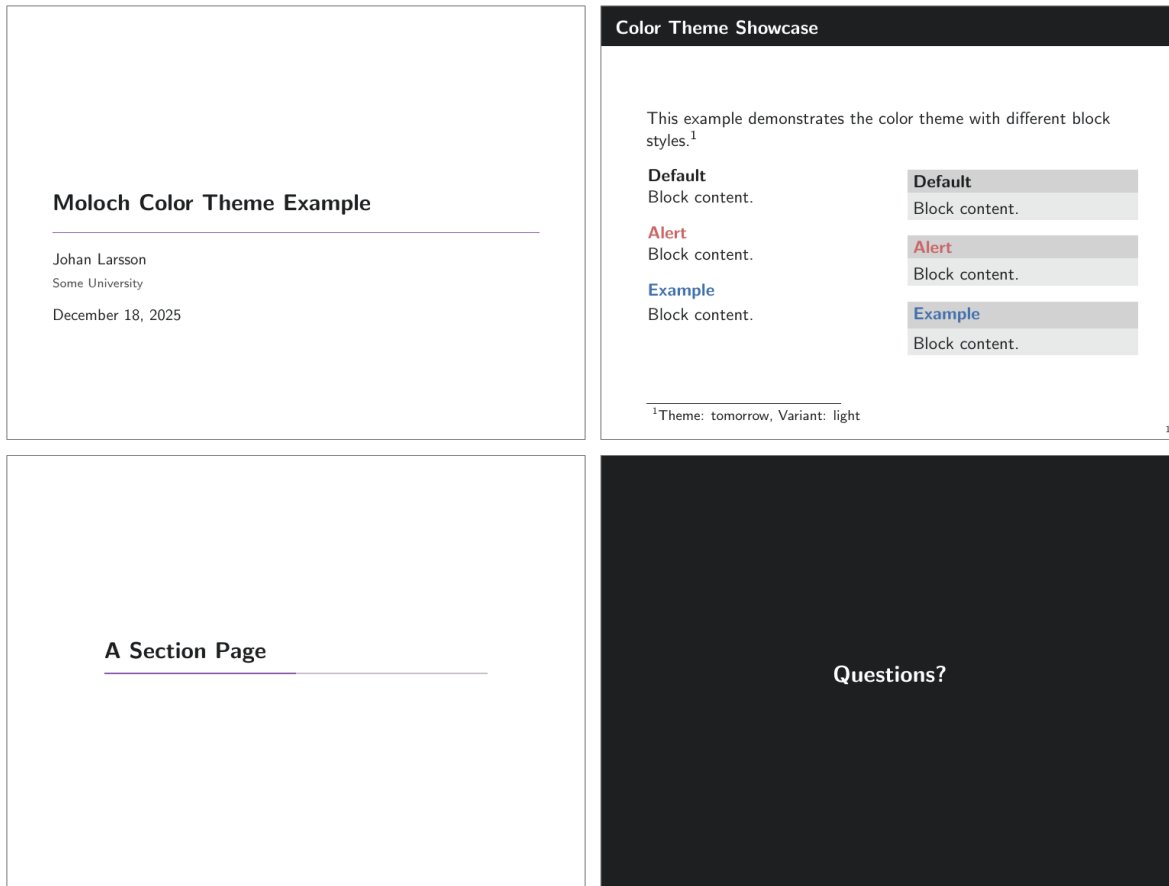 Moloch Color Theme Example
Johan Larsson
Some University
December 18, 2025
Color Theme Showcase
This example demonstrates the color theme with different block
styles.1
Default
Block content.
Alert
Block content.
Example
Block content.
Default
Block content.
Alert
Block content.
Example
Block content.
1Theme: tomorrow, Variant: light
1
A Section Page
Questions?